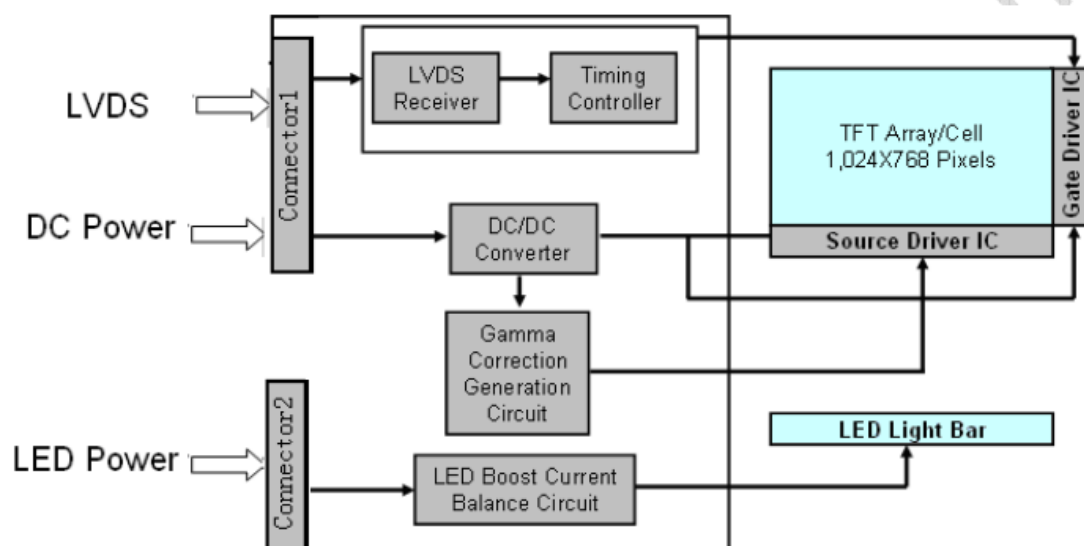 LVDS
DC Power
LED Power
Connector1
Connector2
LVDS
Receiver
Timing
Controller
DC/DC
Converter
Gamma
Correction
Generation
Circuit
LED Boost Current
Balance Circuit
TFT Array/Cell
1,024X768 Pixels
Gate Driver IC
Source Driver IC
LED Light Bar